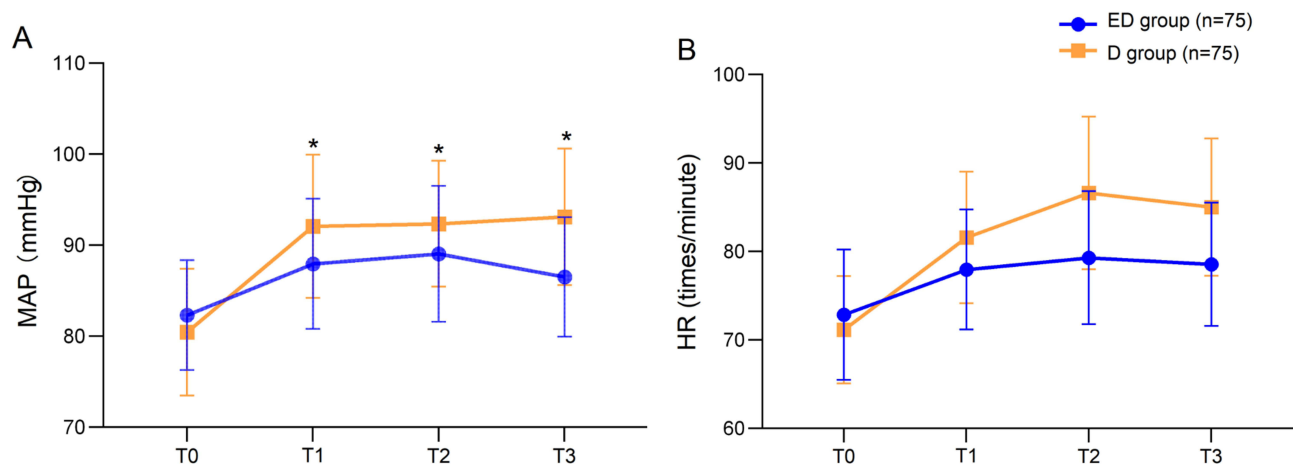 A
MAP (mmHg)
110
100
90
80
70
* * *
T0 T1 T2 T3
B
ED group (n=75)
D group (n=75)
HR (times/minute)
100
90
80
70
60
T0 T1 T2 T3